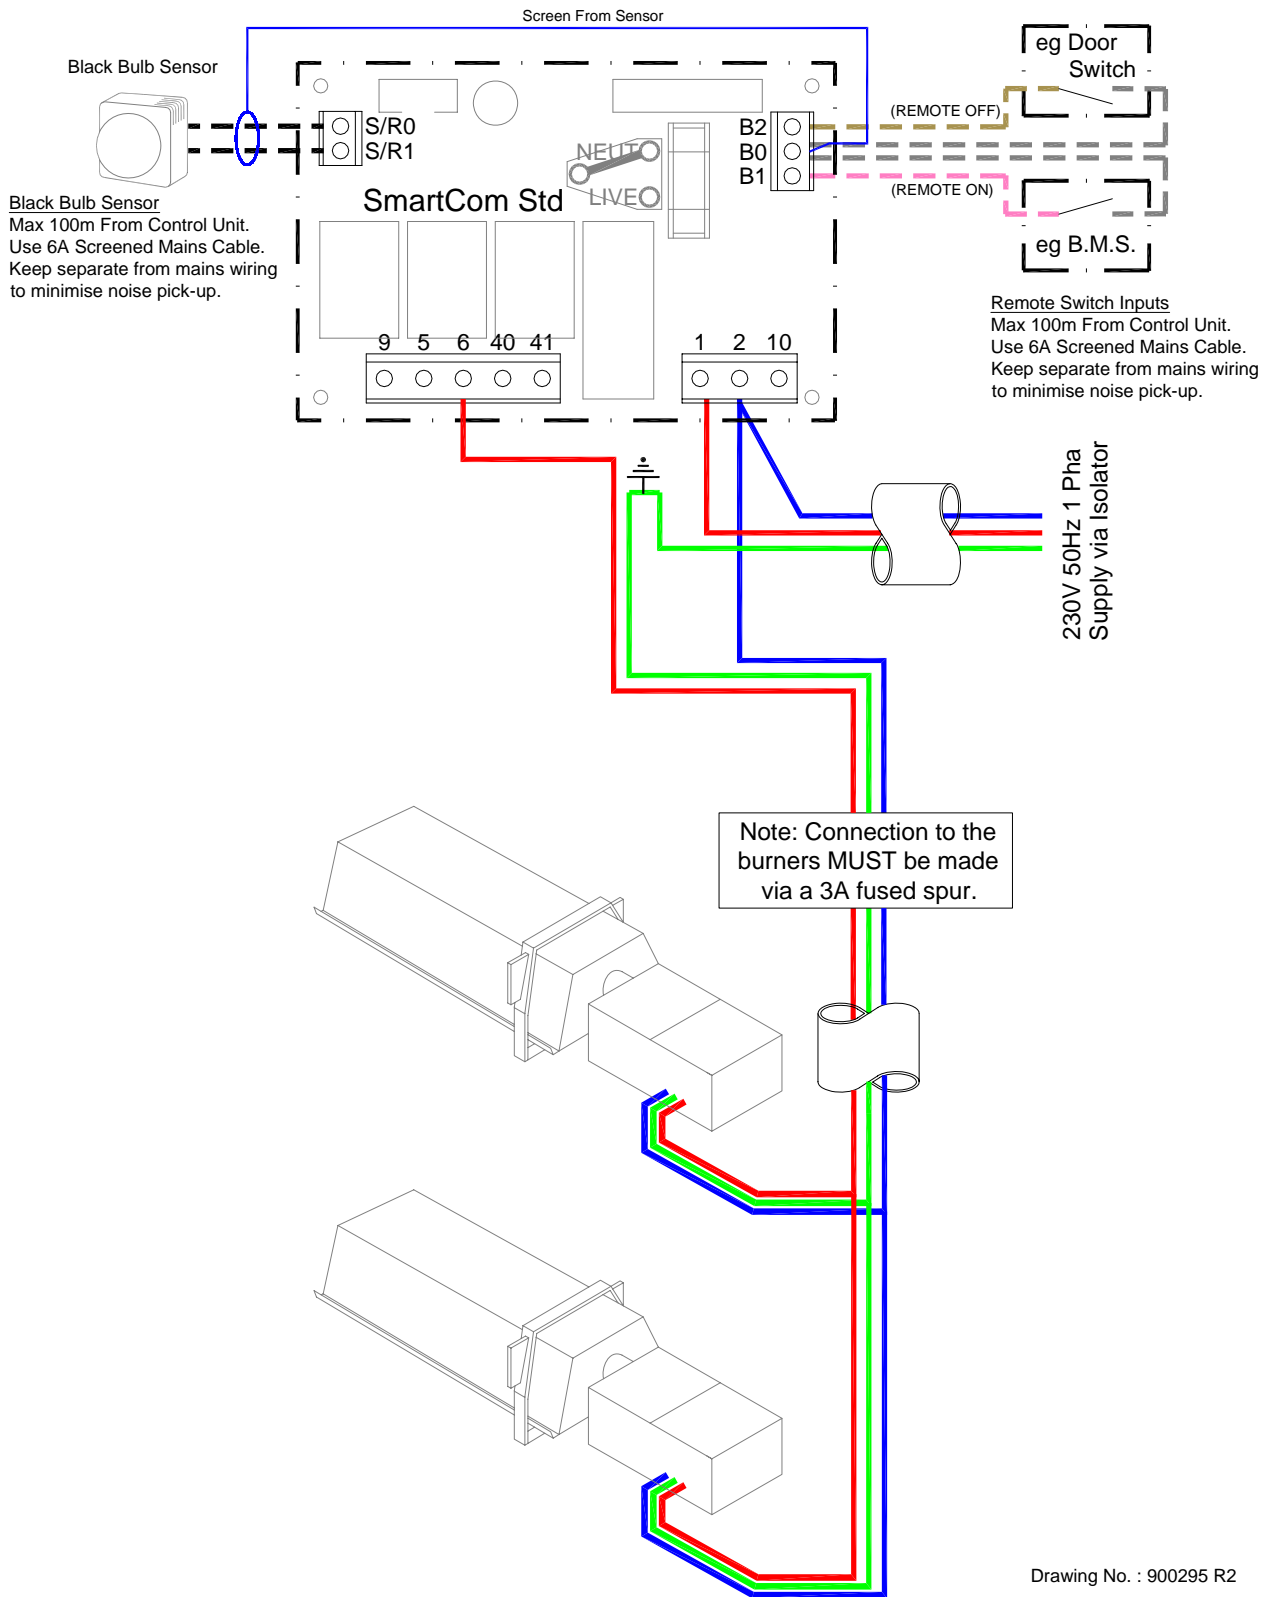 Screen From Sensor
Black Bulb Sensor
eg Door
Switch
(REMOTE OFF)
S/R0
S/R1
B2
B0
B1
NEUT
LIVE
(REMOTE ON)
SmartCom Std
eg B.M.S.
Black Bulb Sensor
Max 100m From Control Unit.
Use 6A Screened Mains Cable.
Keep separate from mains wiring
to minimise noise pick-up.
Remote Switch Inputs
Max 100m From Control Unit.
Use 6A Screened Mains Cable.
Keep separate from mains wiring
to minimise noise pick-up.
9 5 6 40 41
1 2 10
230V 50Hz 1 Pha
Supply via Isolator
Note: Connection to the
burners MUST be made
via a 3A fused spur.
Drawing No. : 900295 R2